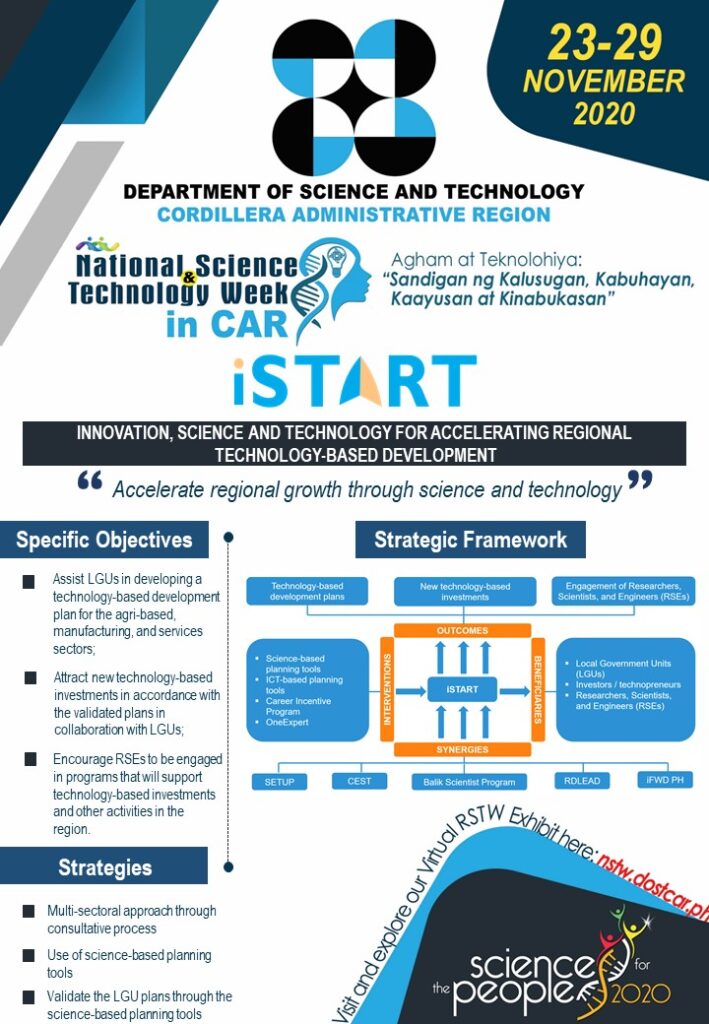 23-29
NOVEMBER
2020
DEPARTMENT OF SCIENCE AND TECHNOLOGY
CORDILLERA ADMINISTRATIVE REGION
National Science
&
Technology Week
in CAR
Agham at Teknolohiya:
“Sandigan ng Kalusugan, Kabuhayan,
Kaayusan at Kinabukasan”
iSTART
INNOVATION, SCIENCE AND TECHNOLOGY FOR ACCELERATING REGIONAL
TECHNOLOGY-BASED DEVELOPMENT
“ Accelerate regional growth through science and technology ”
Specific Objectives
Assist LGUs in developing a
technology-based development
plan for the agri-based,
manufacturing, and services
sectors;
Attract new technology-based
investments in accordance with
the validated plans in
collaboration with LGUs;
Encourage RSEs to be engaged
in programs that will support
technology-based investments
and other activities in the
region.
Strategies
Multi-sectoral approach through
consultative process
Use of science-based planning
tools
Validate the LGU plans through the
science-based planning tools
Strategic Framework
Technology-based
development plans
New technology-based
investments
Engagement of Researchers,
Scientists, and Engineers (RSEs)
OUTCOMES
• Science-based
planning tools
• ICT-based planning
tools
• Career Incentive
Program
• OneExpert
INTERVENTIONS
iSTART
BENEFICIARIES
• Local Government Units
(LGUs)
• Investors / technopreneurs
• Researchers, Scientists,
and Engineers (RSEs)
SYNERGIES
SETUP
CEST
Balik Scientist Program
RDLEAD
iFWD PH
Visit and explore our Virtual RSTW Exhibit here: nstw.dostcar.ph
science for
the people 2020